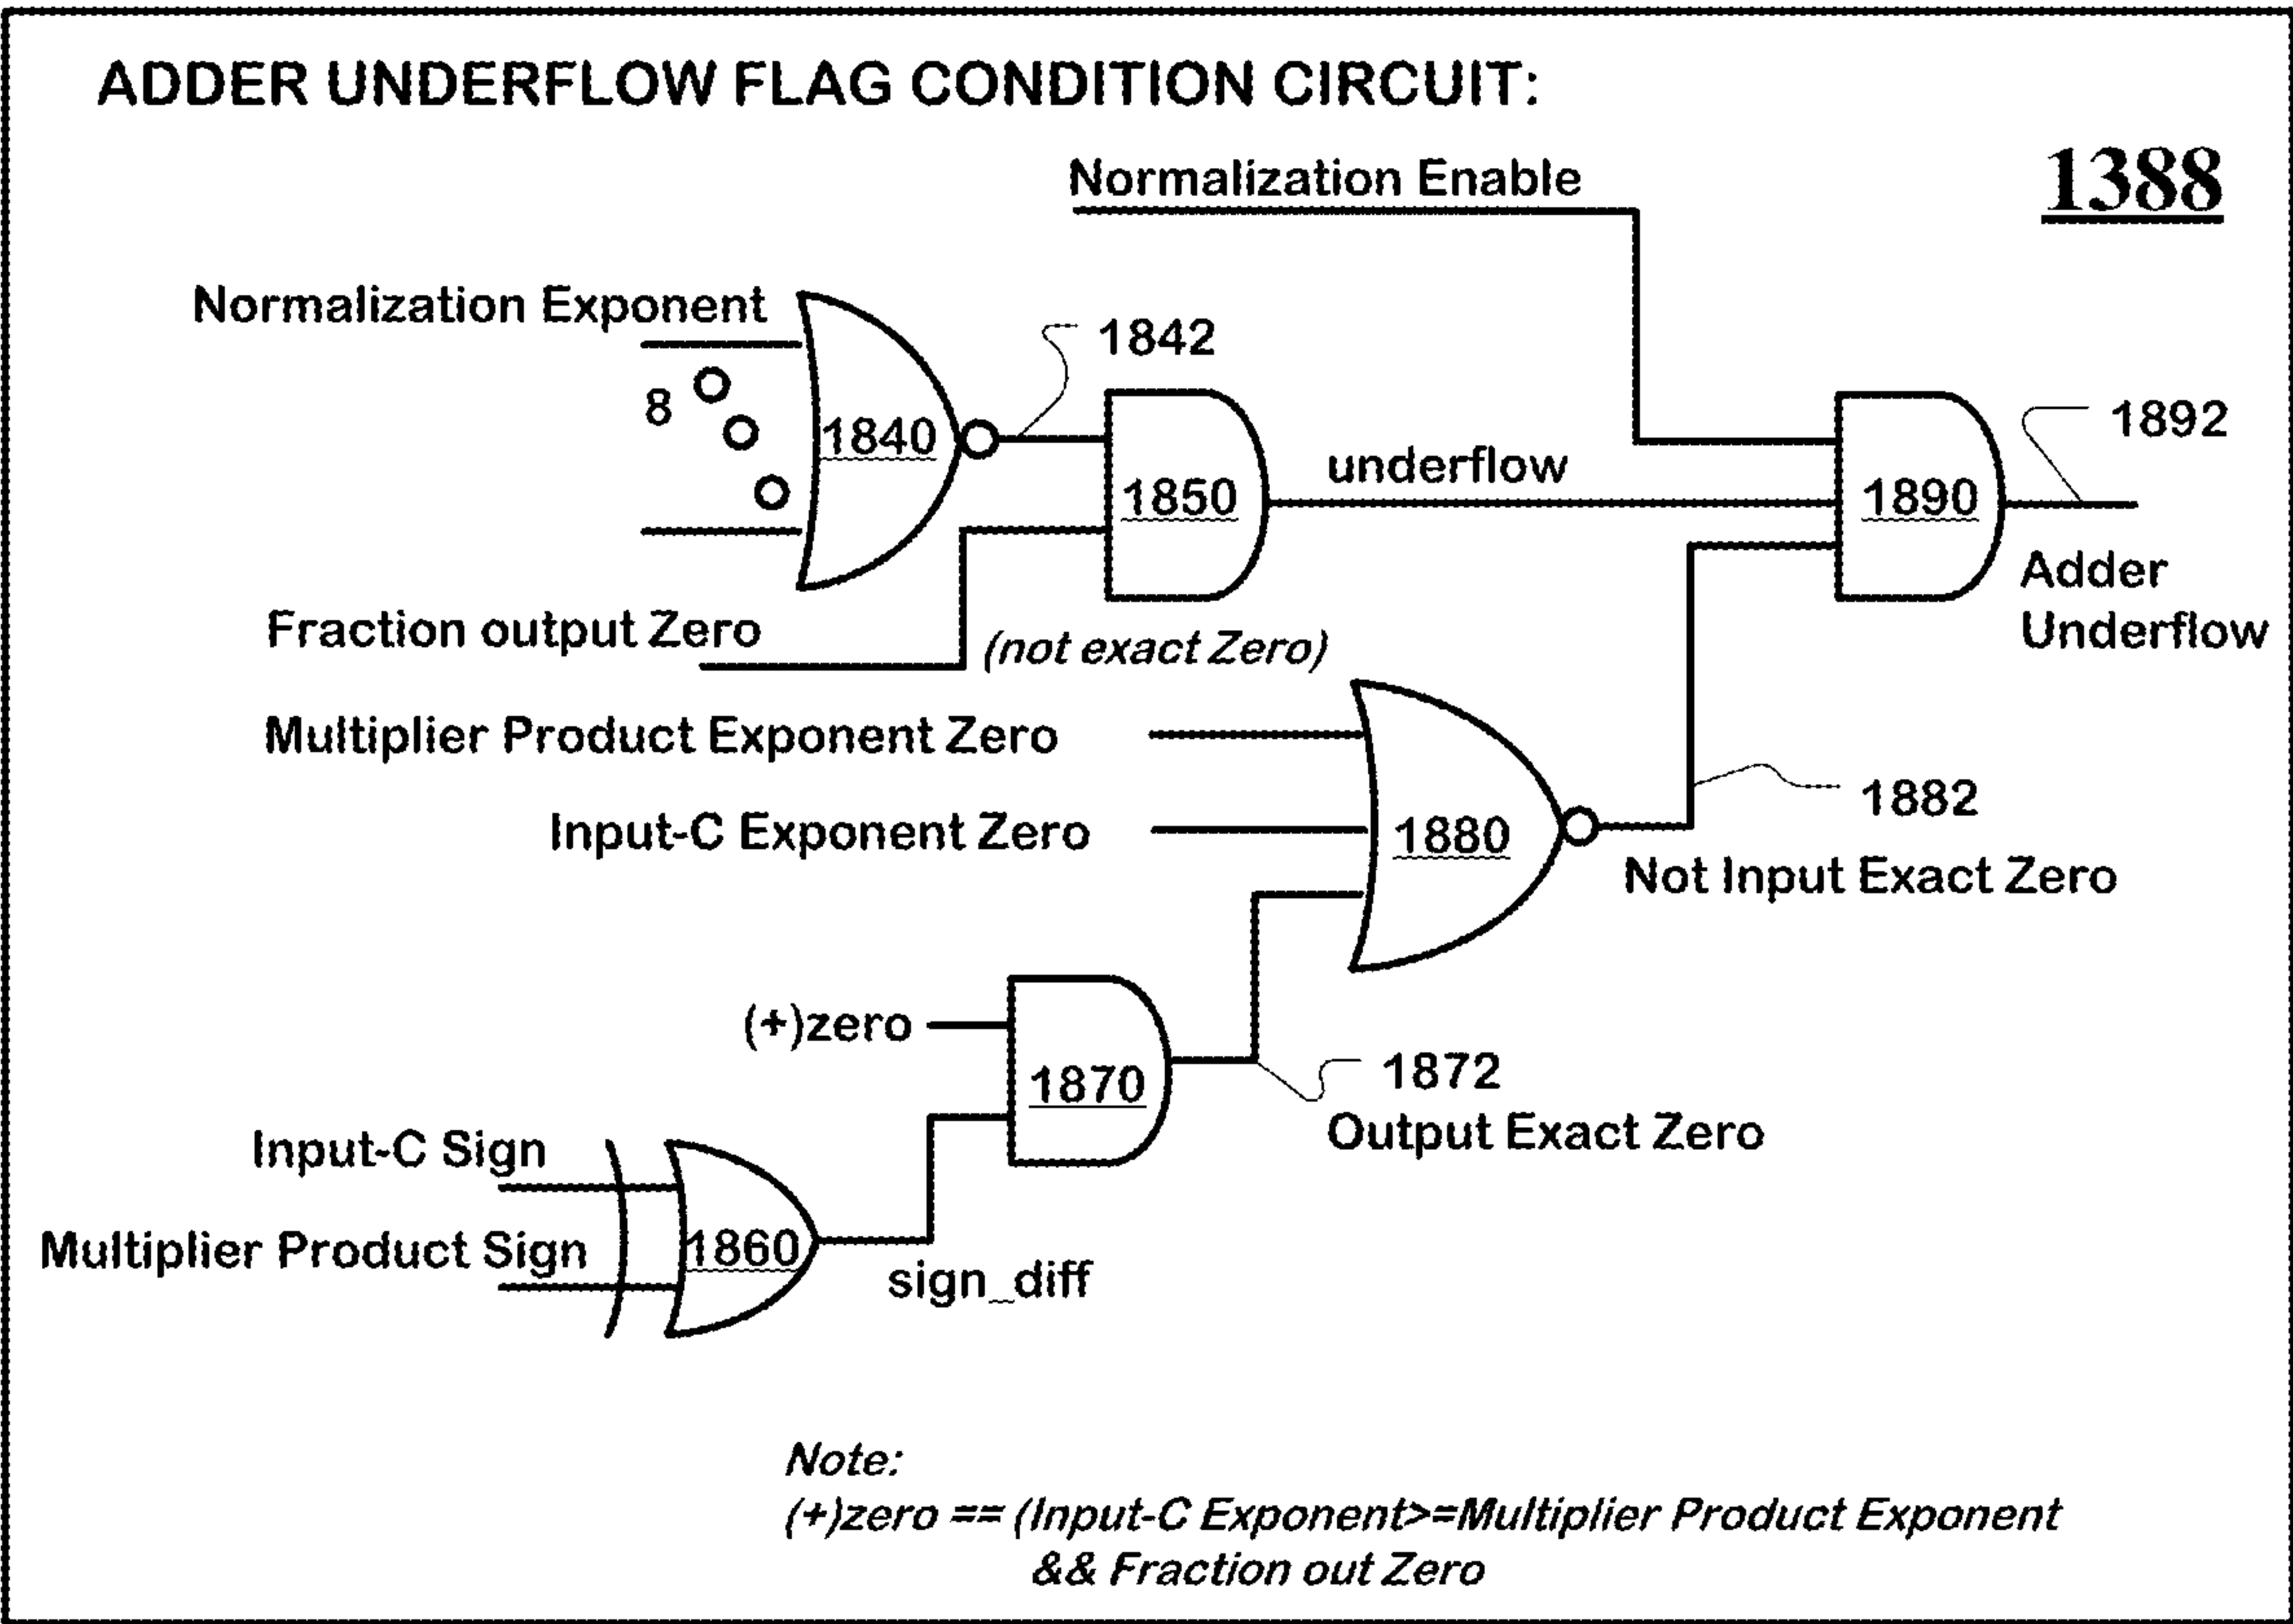 ADDER UNDERFLOW FLAG CONDITION CIRCUIT:
1388
Normalization Enable
Normalization Exponent
1842
8
1840
1850
underflow
1890
1892
Adder
Underflow
Fraction output Zero
(not exact Zero)
Multiplier Product Exponent Zero
Input-C Exponent Zero
1880
1882
Not Input Exact Zero
(+)zero
1870
1872
Output Exact Zero
Input-C Sign
Multiplier Product Sign
1860
sign_diff
Note:
(+)zero == (Input-C Exponent>=Multiplier Product Exponent
&& Fraction out Zero